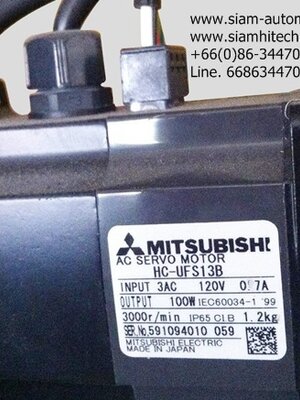 www.siam-autom
www.siamhitech
+66(0)86-34470
Line. 668634470
MITSUBISHI
AC SERVO MOTOR
HC-UFS13B
INPUT 3AC 120V A
OUTPUT 100W IEC60034-1 '99
3000r/min IP65 Cl.B 1.2kg
SER.No.591094010 059
MITSUBISHI ELECTRIC
MADE IN JAPAN